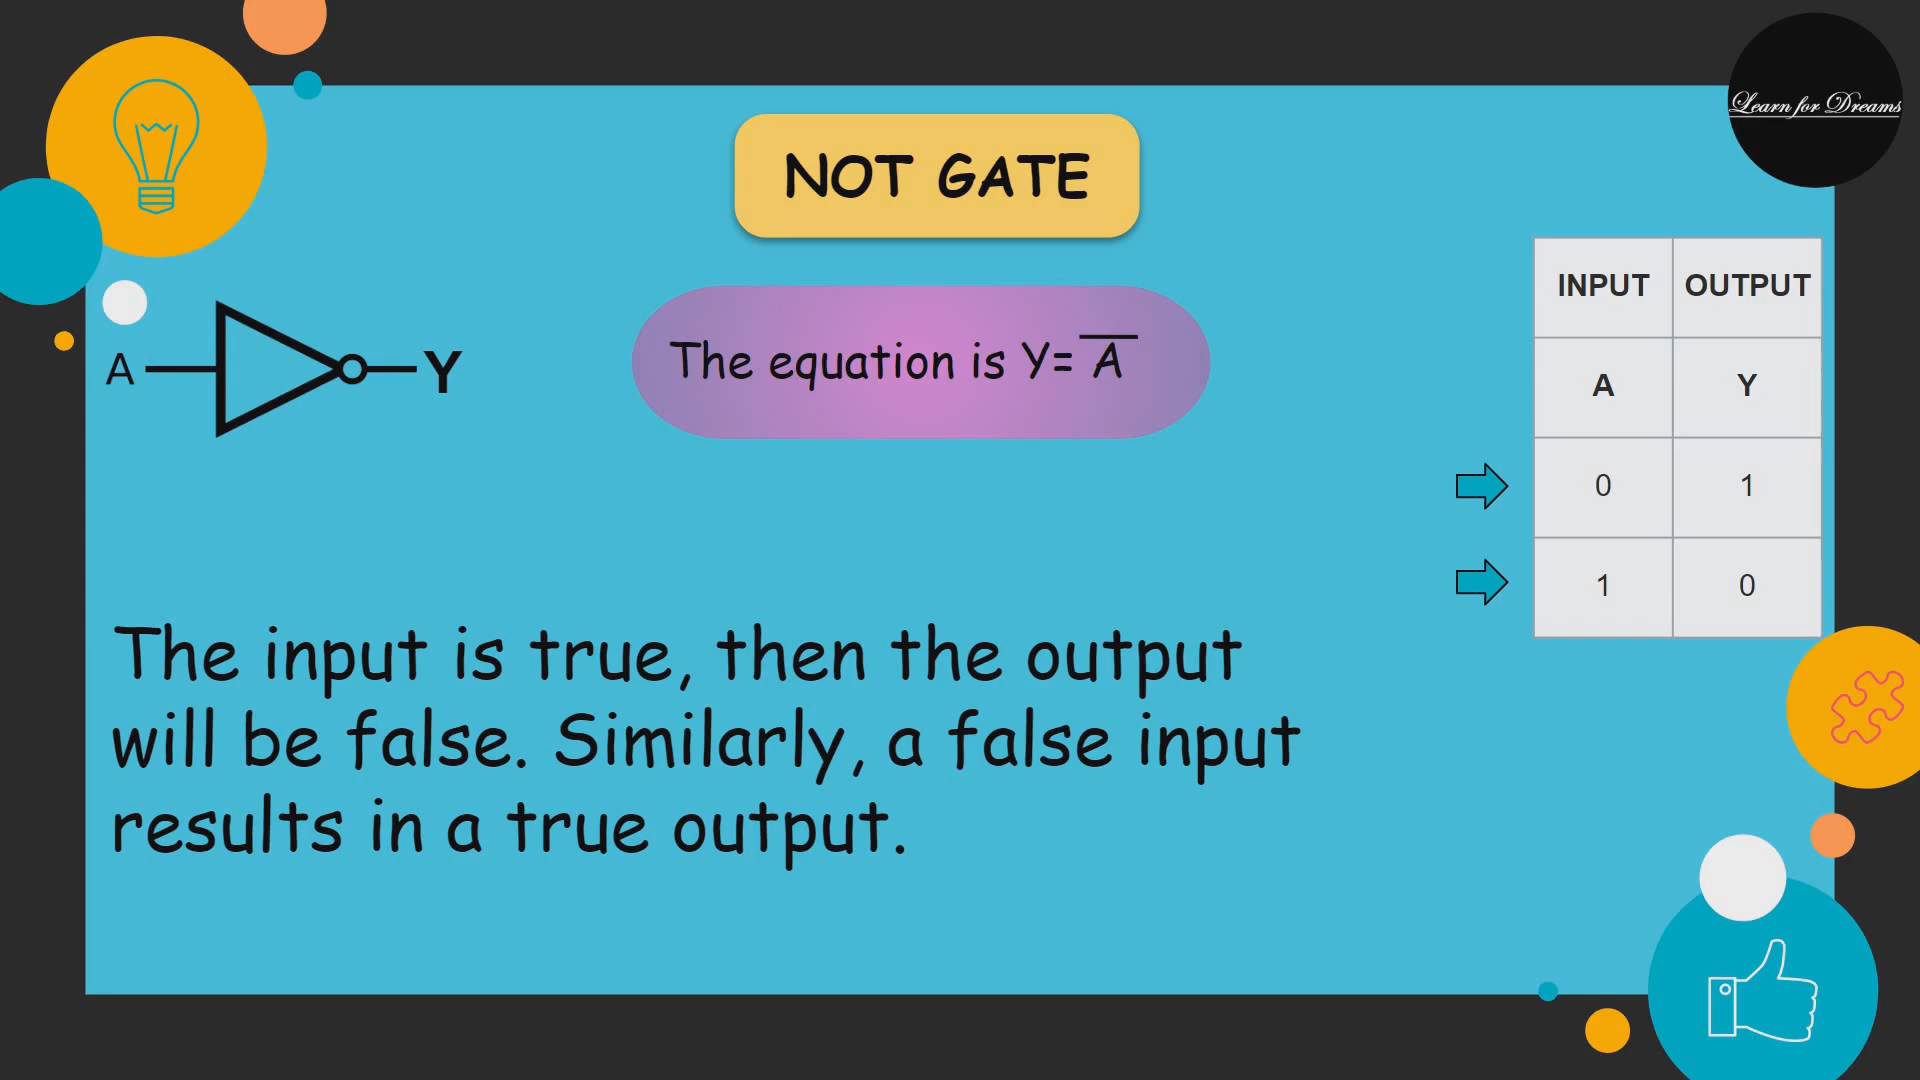 Learn for Dreams
NOT GATE
The equation is Y= A̅
A
Y
INPUT OUTPUT
A Y
0 1
1 0
The input is true, then the output
will be false. Similarly, a false input
results in a true output.